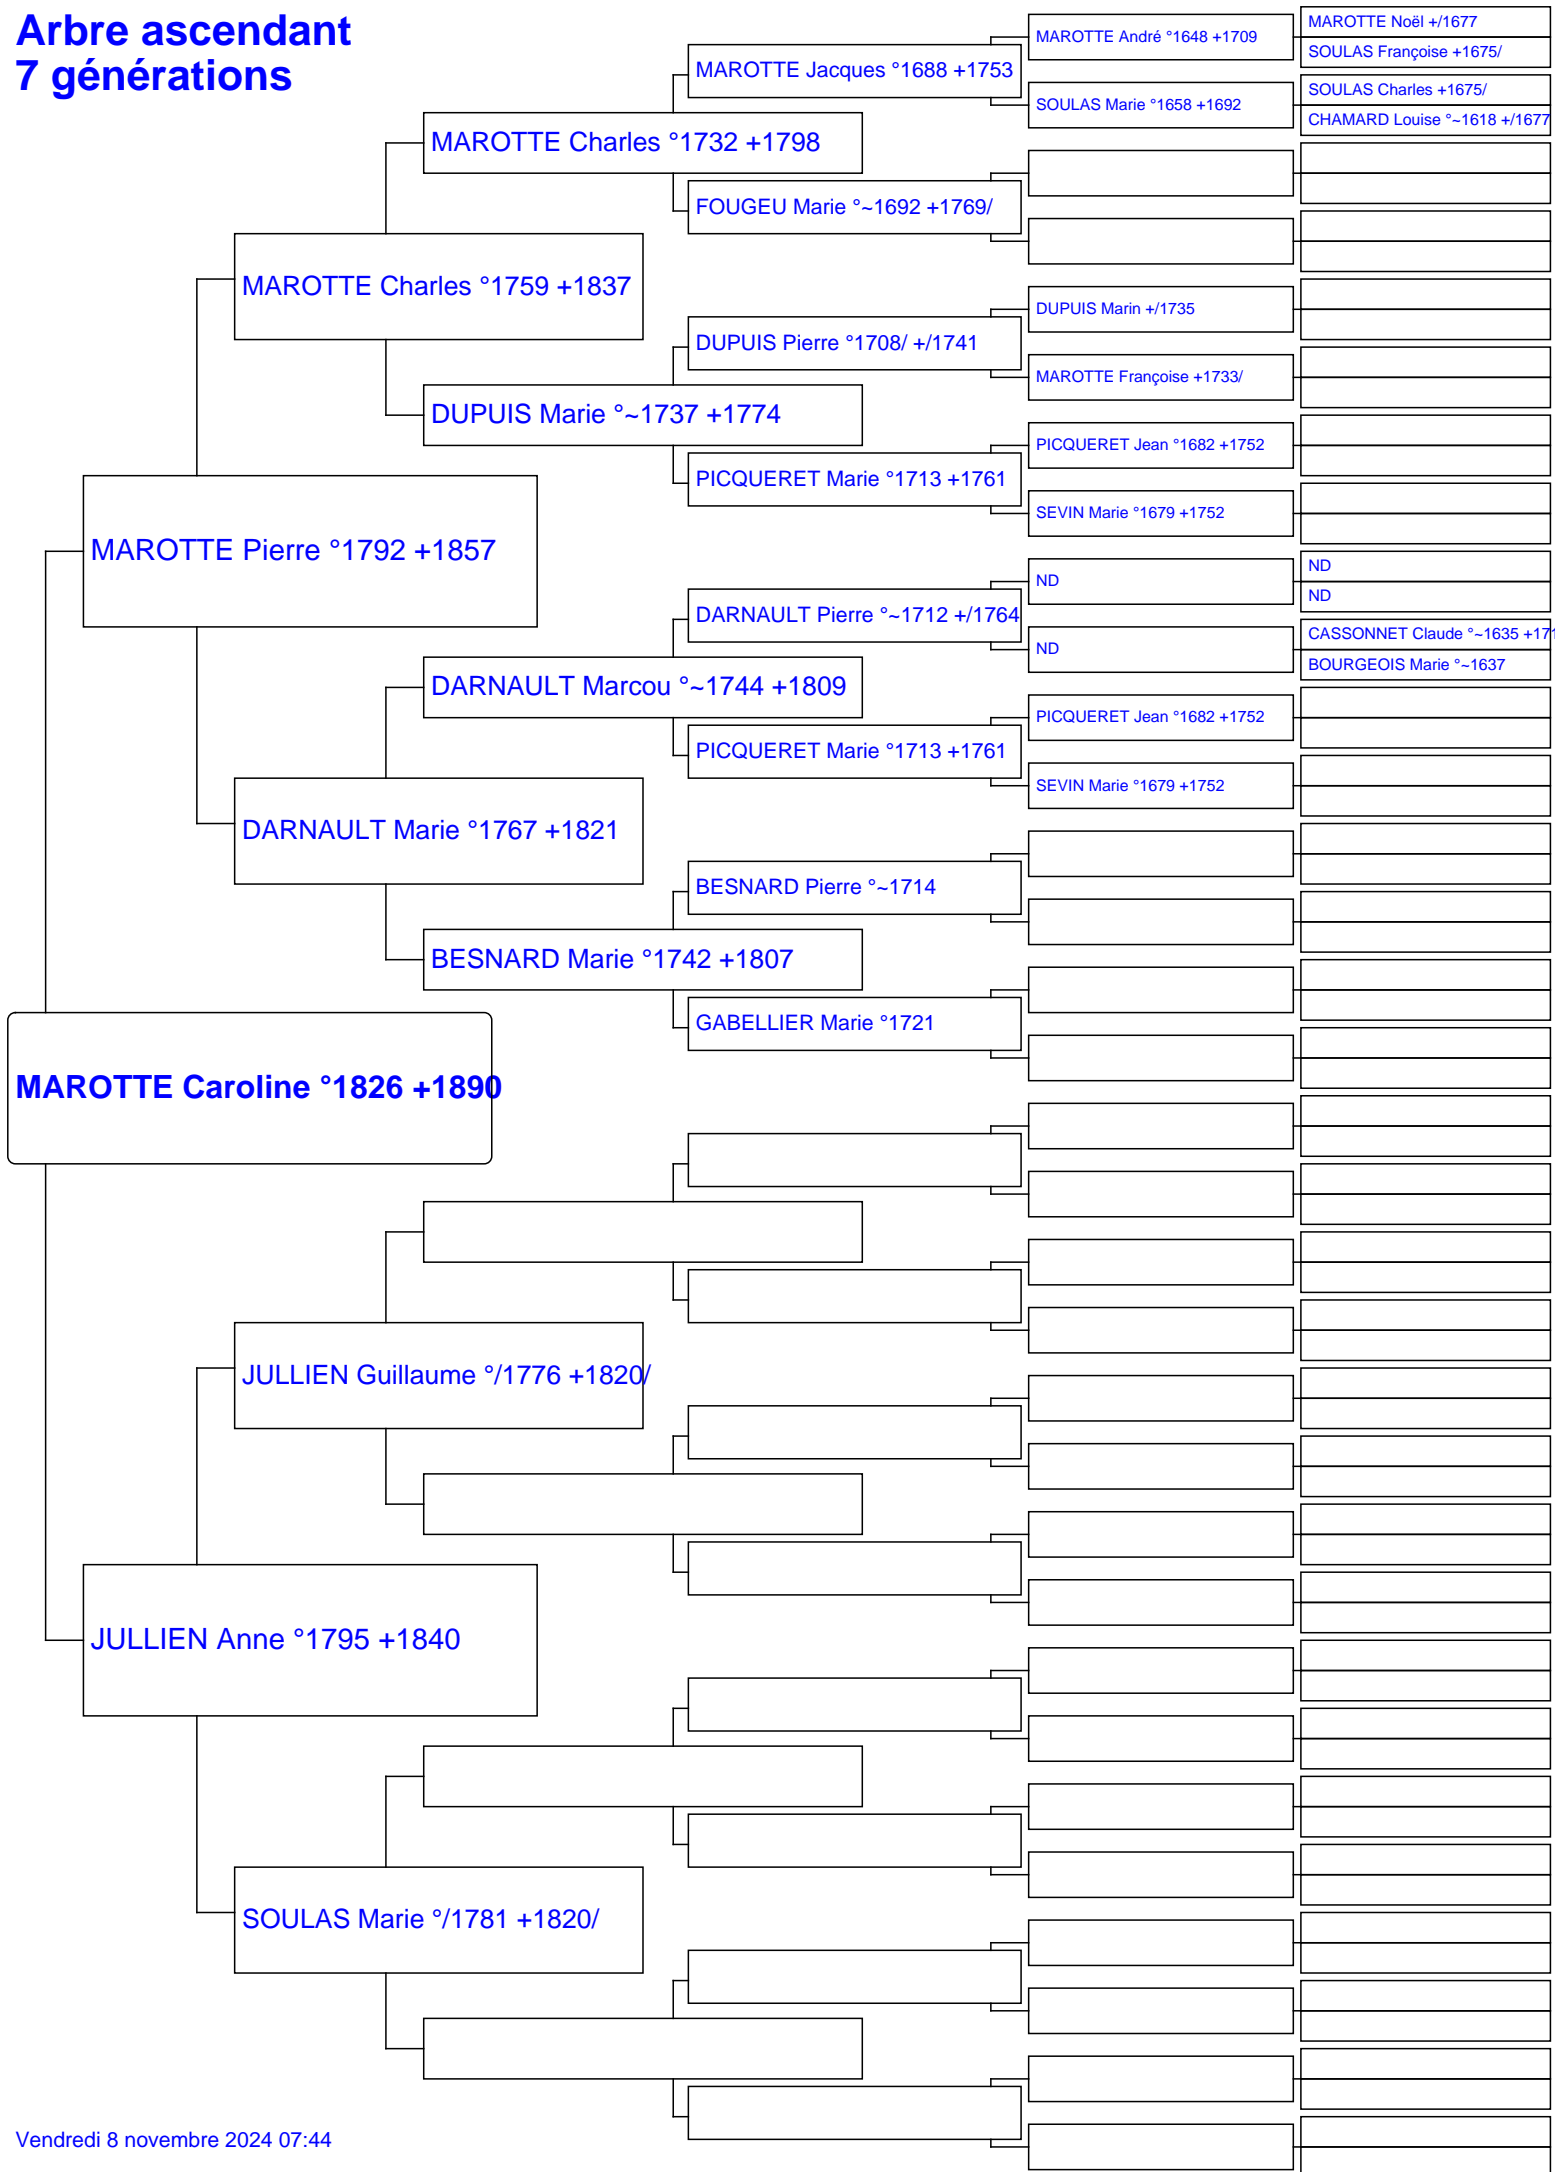 Arbre ascendant
7 générations
MAROTTE Noël +/1677
MAROTTE André °1648 +1709
SOULAS Françoise +1675/
MAROTTE Jacques °1688 +1753
SOULAS Charles +1675/
SOULAS Marie °1658 +1692
CHAMARD Louise °~1618 +/1677
MAROTTE Charles °1732 +1798
FOUGEU Marie °~1692 +1769/
MAROTTE Charles °1759 +1837
DUPUIS Marin +/1735
DUPUIS Pierre °1708/ +/1741
MAROTTE Françoise +1733/
DUPUIS Marie °~1737 +1774
PICQUERET Jean °1682 +1752
PICQUERET Marie °1713 +1761
SEVIN Marie °1679 +1752
MAROTTE Pierre °1792 +1857
ND
ND
ND
DARNAULT Pierre °~1712 +/1764
CASSONNET Claude °~1635 +171
ND
BOURGEOIS Marie °~1637
DARNAULT Marcou °~1744 +1809
PICQUERET Jean °1682 +1752
PICQUERET Marie °1713 +1761
SEVIN Marie °1679 +1752
DARNAULT Marie °1767 +1821
BESNARD Pierre °~1714
BESNARD Marie °1742 +1807
GABELLIER Marie °1721
MAROTTE Caroline °1826 +1890
JULLIEN Guillaume °/1776 +1820/
JULLIEN Anne °1795 +1840
SOULAS Marie °/1781 +1820/
Vendredi 8 novembre 2024 07:44